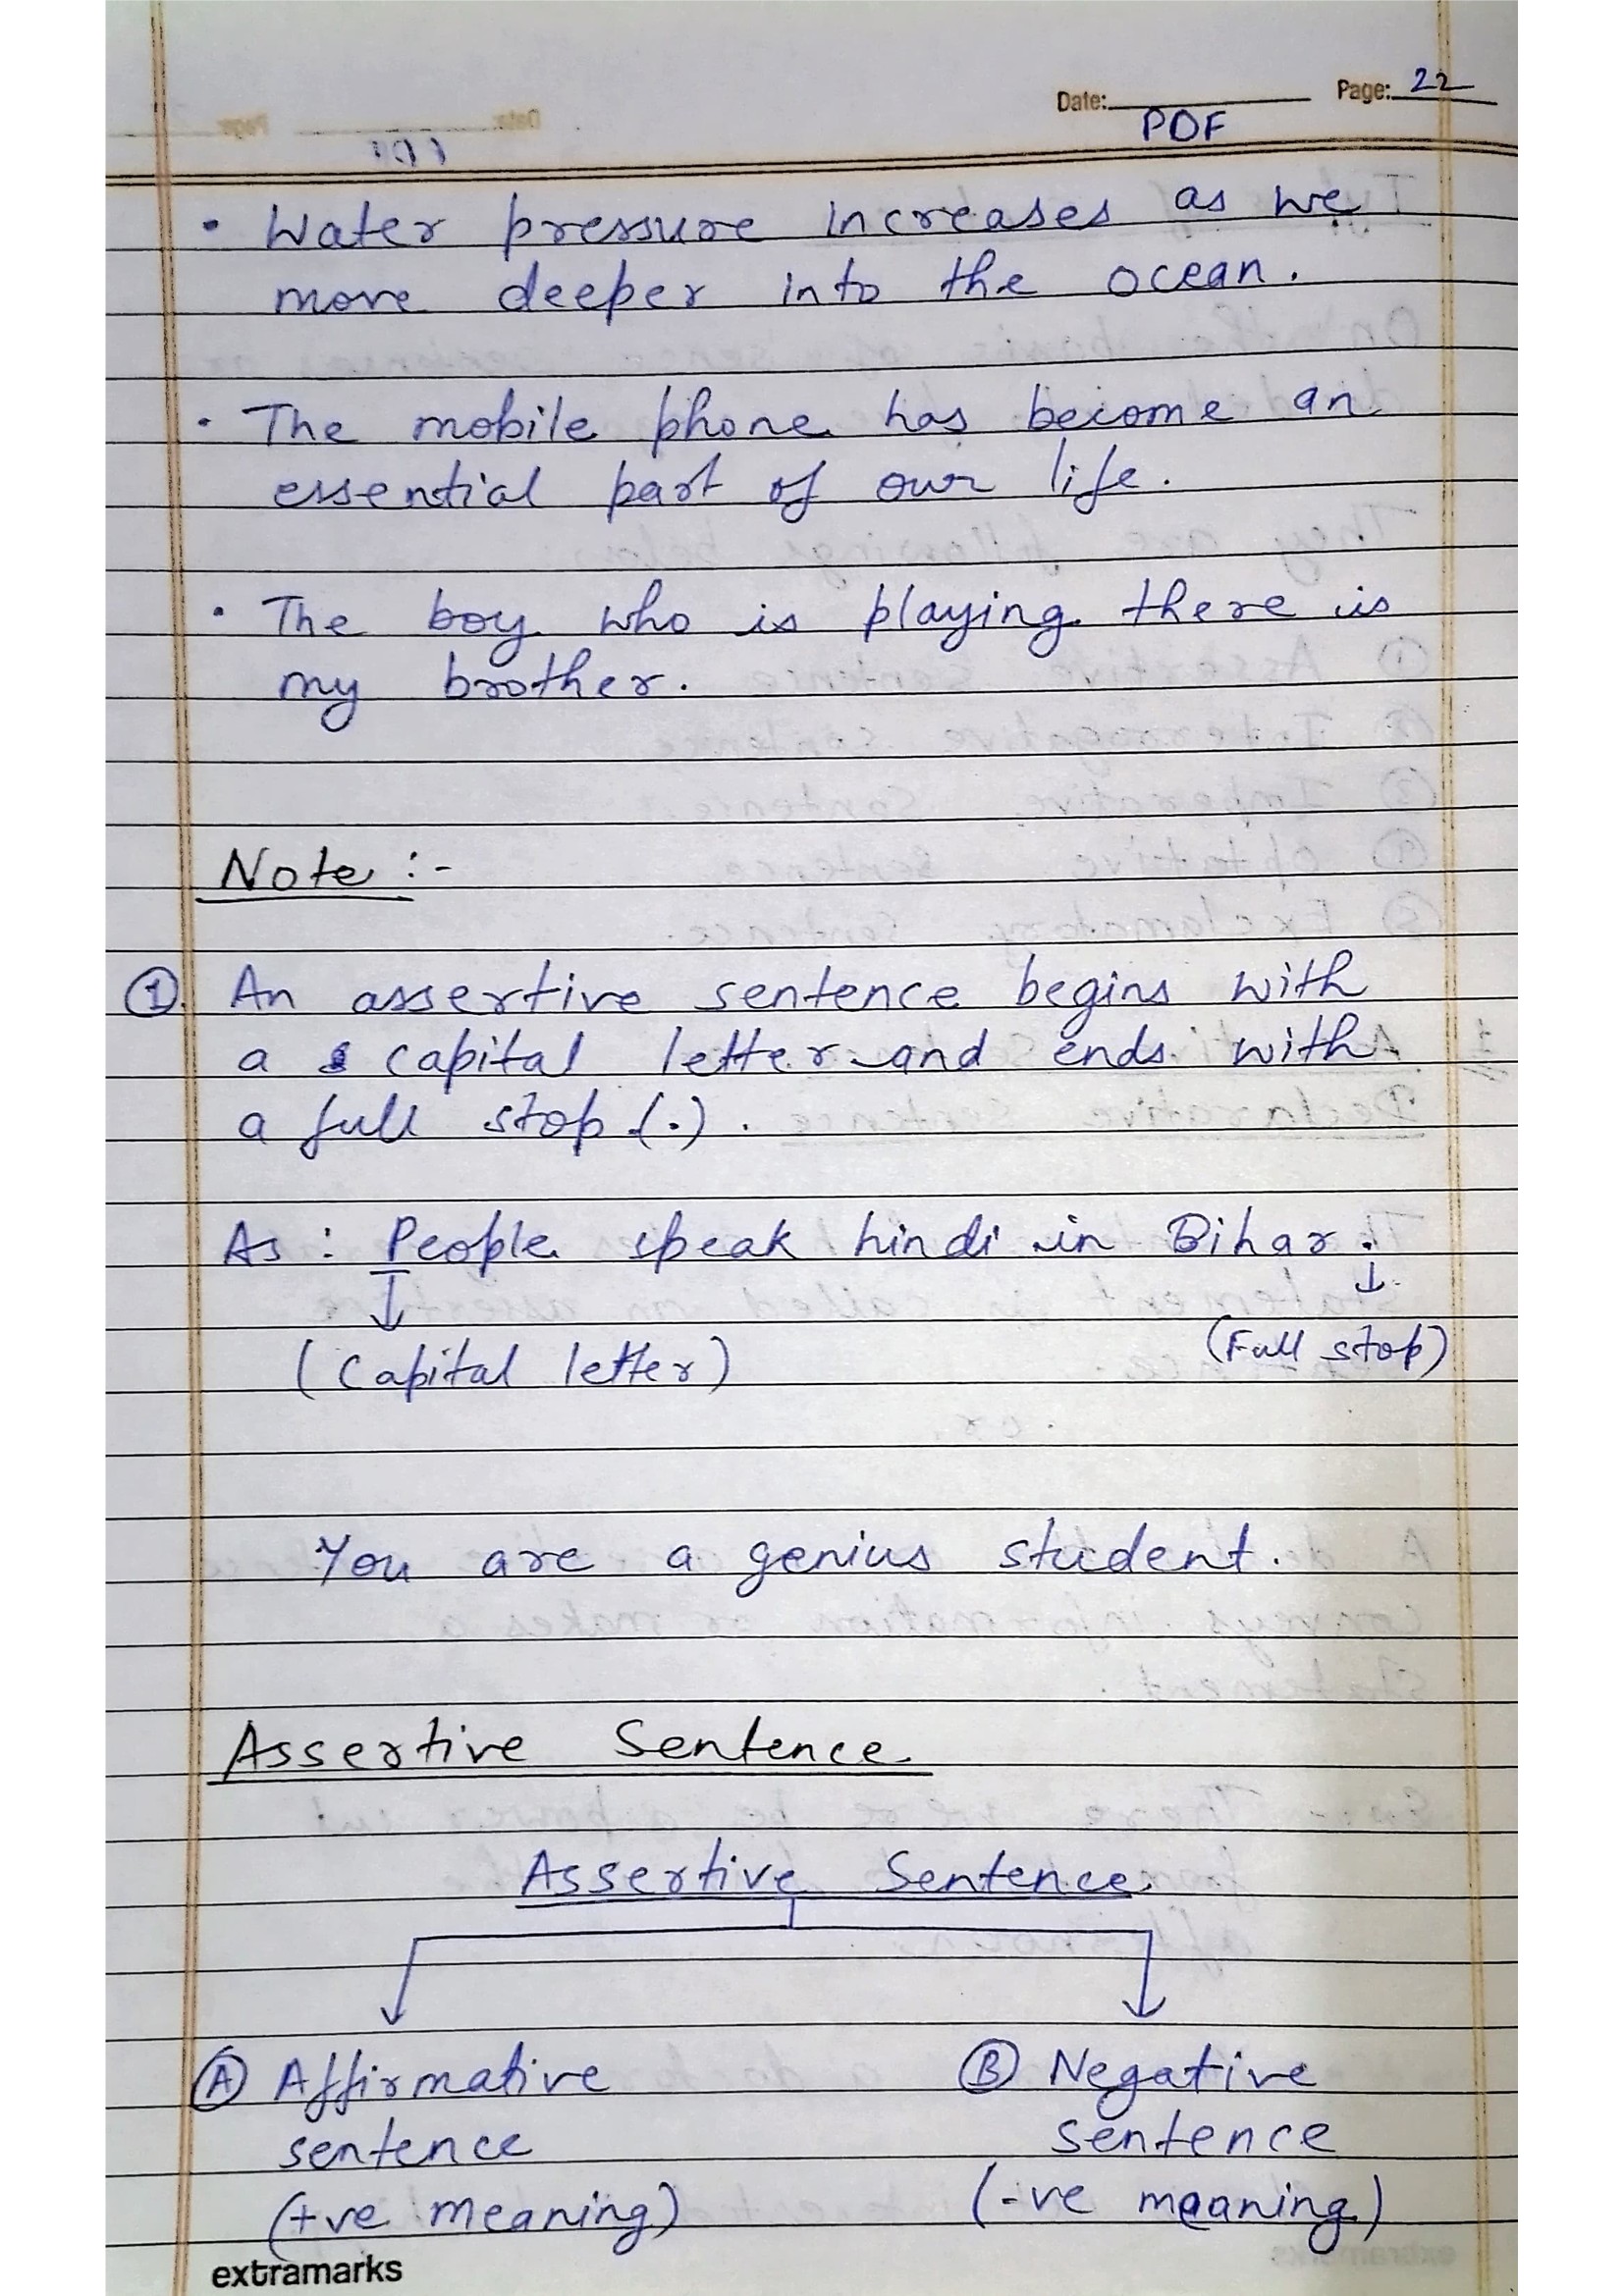 Date: Page: 22
PDF
• Water pressure increases as we
move deeper into the ocean.
• The mobile phone has become an
essential part of our life.
• The boy who is playing there is
my brother.
Note :-
① An assertive sentence begins with
a capital letter and ends with
a full stop (.) .
As : People speak hindi in Bihar.
↓ ↓
(Capital letter) (Full stop)
You are a genius student.
Assertive Sentence
Assertive Sentence
Ⓐ Affirmative Ⓑ Negative
sentence sentence
(+ve meaning) (-ve meaning)
extramarks